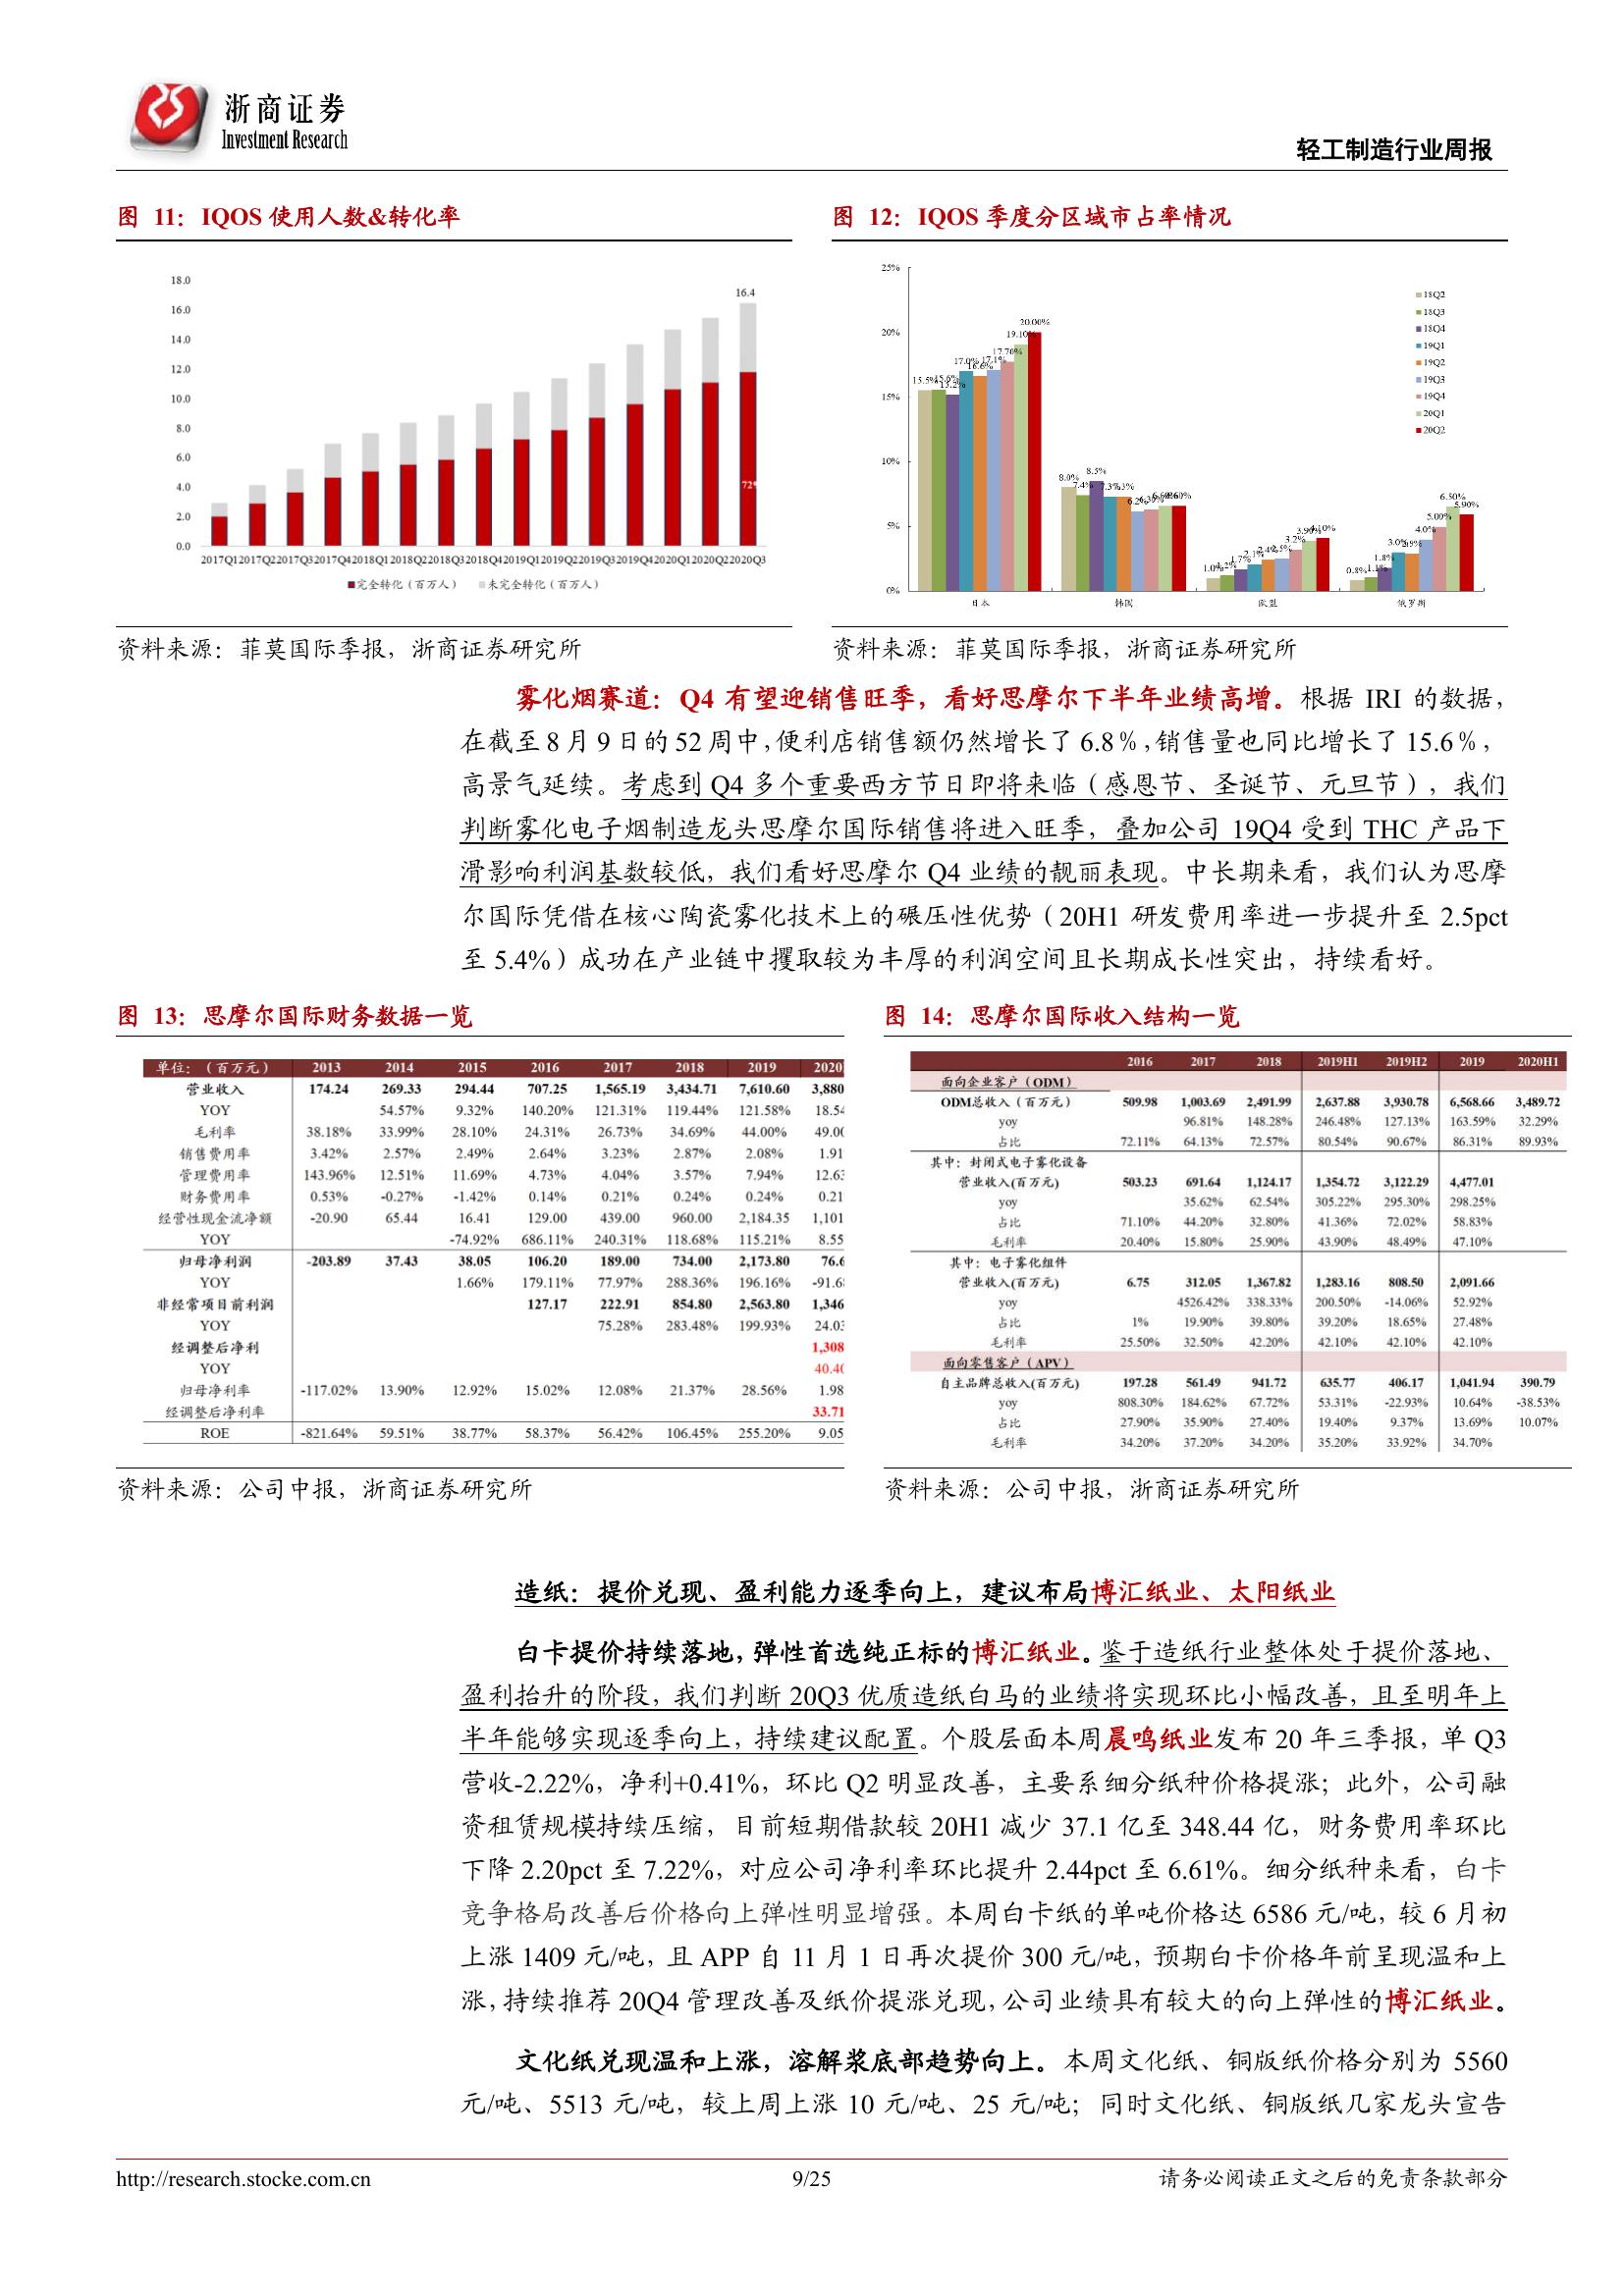 浙商证券
Investment Research
轻工制造行业周报
图 11：IQOS 使用人数&转化率
18.0
16.0
14.0
12.0
10.0
8.0
6.0
4.0
2.0
0.0
16.4
2017Q1 2017Q2 2017Q3 2017Q4 2018Q1 2018Q2 2018Q3 2018Q4 2019Q1 2019Q2 2019Q3 2019Q4 2020Q1 2020Q2 2020Q3
完全转化（百万人） 未完全转化（百万人）
资料来源：菲莫国际季报，浙商证券研究所
图 12：IQOS 季度分区域市占率情况
25%
20%
15%
10%
5%
0%
18Q2
18Q3
18Q4
19Q1
19Q2
19Q3
19Q4
20Q1
20Q2
15.5% 15.6% 15.2% 17.0% 16.6% 17.1% 17.70% 19.10% 20.00%
8.0% 7.4% 8.5% 7.3% 7.3% 6.2% 6.30% 6.60% 6.60%
1.0% 1.2% 1.7% 2.1% 2.4% 2.5% 3.2% 3.90% 4.10%
0.8% 1.1% 1.8% 3.0% 2.9% 4.0% 5.00% 6.50% 5.90%
日本 韩国 欧盟 俄罗斯
资料来源：菲莫国际季报，浙商证券研究所
雾化烟赛道：Q4 有望迎销售旺季，看好思摩尔下半年业绩高增。根据 IRI 的数据，
在截至 8 月 9 日的 52 周中，便利店销售额仍然增长了 6.8％，销售量也同比增长了 15.6％，
高景气延续。考虑到 Q4 多个重要西方节日即将来临（感恩节、圣诞节、元旦节），我们
判断雾化电子烟制造龙头思摩尔国际销售将进入旺季，叠加公司 19Q4 受到 THC 产品下
滑影响利润基数较低，我们看好思摩尔 Q4 业绩的靓丽表现。中长期来看，我们认为思摩
尔国际凭借在核心陶瓷雾化技术上的碾压性优势（20H1 研发费用率进一步提升至 2.5pct
至 5.4%）成功在产业链中攫取较为丰厚的利润空间且长期成长性突出，持续看好。
图 13：思摩尔国际财务数据一览
单位：（百万元） 2013 2014 2015 2016 2017 2018 2019 2020
营业收入 174.24 269.33 294.44 707.25 1,565.19 3,434.71 7,610.60 3,880
YOY 54.57% 9.32% 140.20% 121.31% 119.44% 121.58% 18.54
毛利率 38.18% 33.99% 28.10% 24.31% 26.73% 34.69% 44.00% 49.00
销售费用率 3.42% 2.57% 2.49% 2.64% 3.23% 2.87% 2.08% 1.91
管理费用率 143.96% 12.51% 11.69% 4.73% 4.04% 3.57% 7.94% 12.63
财务费用率 0.53% -0.27% -1.42% 0.14% 0.21% 0.24% 0.24% 0.21
经营性现金流净额 -20.90 65.44 16.41 129.00 439.00 960.00 2,184.35 1,101
YOY -74.92% 686.11% 240.31% 118.68% 115.21% 8.55
归母净利润 -203.89 37.43 38.05 106.20 189.00 734.00 2,173.80 76.6
YOY 1.66% 179.11% 77.97% 288.36% 196.16% -91.6
非经常项目前利润 127.17 222.91 854.80 2,563.80 1,346
YOY 75.28% 283.48% 199.93% 24.03
经调整后净利 1,308
YOY 40.40
归母净利率 -117.02% 13.90% 12.92% 15.02% 12.08% 21.37% 28.56% 1.98
经调整后净利率 33.71
ROE -821.64% 59.51% 38.77% 58.37% 56.42% 106.45% 255.20% 9.05
资料来源：公司中报，浙商证券研究所
图 14：思摩尔国际收入结构一览
2016 2017 2018 2019H1 2019H2 2019 2020H1
面向企业客户（ODM）
ODM总收入（百万元） 509.98 1,003.69 2,491.99 2,637.88 3,930.78 6,568.66 3,489.72
yoy 96.81% 148.28% 246.48% 127.13% 163.59% 32.29%
占比 72.11% 64.13% 72.57% 80.54% 90.67% 86.31% 89.93%
其中：封闭式电子雾化设备
营业收入(百万元) 503.23 691.64 1,124.17 1,354.72 3,122.29 4,477.01
yoy 35.62% 62.54% 305.22% 295.30% 298.25%
占比 71.10% 44.20% 32.80% 41.36% 72.02% 58.83%
毛利率 20.40% 15.80% 25.90% 43.90% 48.49% 47.10%
其中：电子雾化组件
营业收入(百万元) 6.75 312.05 1,367.82 1,283.16 808.50 2,091.66
yoy 4526.42% 338.33% 200.50% -14.06% 52.92%
占比 1% 19.90% 39.80% 39.20% 18.65% 27.48%
毛利率 25.50% 32.50% 42.20% 42.10% 42.10% 42.10%
面向零售客户（APV）
自主品牌总收入(百万元) 197.28 561.49 941.72 635.77 406.17 1,041.94 390.79
yoy 808.30% 184.62% 67.72% 53.31% -22.93% 10.64% -38.53%
占比 27.90% 35.90% 27.40% 19.40% 9.37% 13.69% 10.07%
毛利率 34.20% 37.20% 34.20% 35.20% 33.92% 34.70%
资料来源：公司中报，浙商证券研究所
造纸：提价兑现、盈利能力逐季向上，建议布局博汇纸业、太阳纸业
白卡提价持续落地，弹性首选纯正标的博汇纸业。鉴于造纸行业整体处于提价落地、
盈利抬升的阶段，我们判断 20Q3 优质造纸白马的业绩将实现环比小幅改善，且至明年上
半年能够实现逐季向上，持续建议配置。个股层面本周晨鸣纸业发布 20 年三季报，单 Q3
营收-2.22%，净利+0.41%，环比 Q2 明显改善，主要系细分纸种价格提涨；此外，公司融
资租赁规模持续压缩，目前短期借款较 20H1 减少 37.1 亿至 348.44 亿，财务费用率环比
下降 2.20pct 至 7.22%，对应公司净利率环比提升 2.44pct 至 6.61%。细分纸种来看，白卡
竞争格局改善后价格向上弹性明显增强。本周白卡纸的单吨价格达 6586 元/吨，较 6 月初
上涨 1409 元/吨，且 APP 自 11 月 1 日再次提价 300 元/吨，预期白卡价格年前呈现温和上
涨，持续推荐 20Q4 管理改善及纸价提涨兑现，公司业绩具有较大的向上弹性的博汇纸业。
文化纸兑现温和上涨，溶解浆底部趋势向上。本周文化纸、铜版纸价格分别为 5560
元/吨、5513 元/吨，较上周上涨 10 元/吨、25 元/吨；同时文化纸、铜版纸几家龙头宣告
http://research.stocke.com.cn
9/25
请务必阅读正文之后的免责条款部分